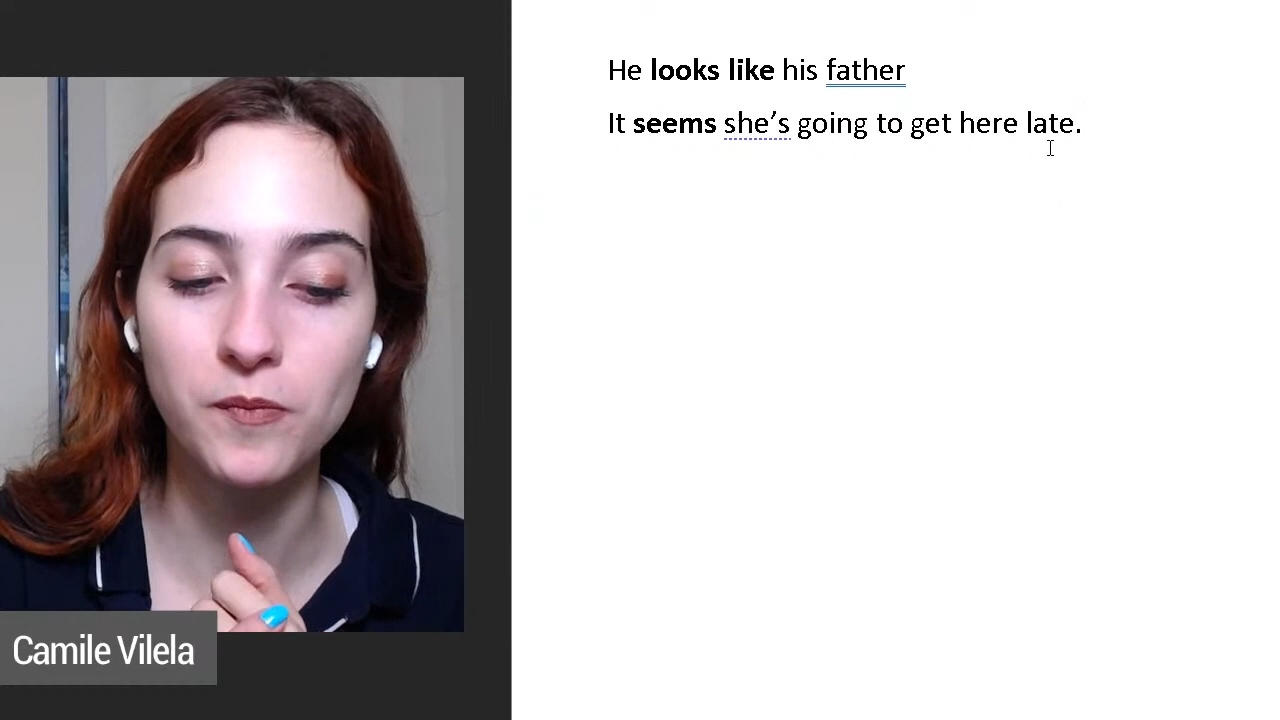 He looks like his father
It seems she's going to get here late.
Camile Vilela